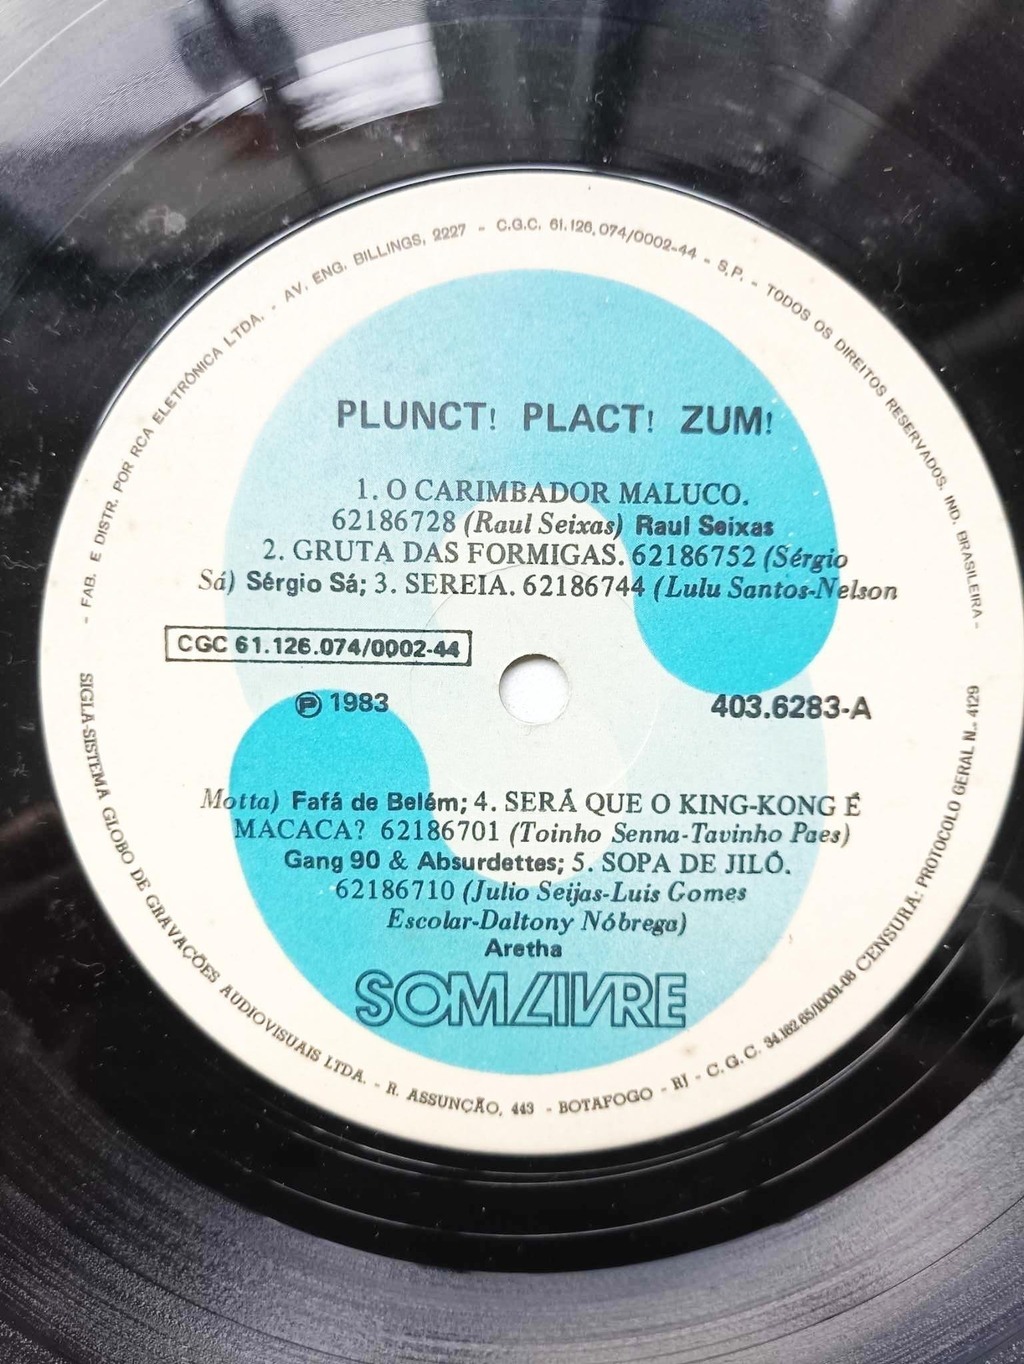 - FAB. E DISTR. POR RCA ELETRÔNICA LTDA. - AV. ENG. BILLINGS, 2227 - C.G.C. 61.126.074/0002-44 - S.P. - TODOS OS DIREITOS RESERVADOS. IND. BRASILEIRA -
PLUNCT! PLACT! ZUM!
1. O CARIMBADOR MALUCO.
62186728 (Raul Seixas) Raul Seixas
2. GRUTA DAS FORMIGAS. 62186752 (Sérgio
Sá) Sérgio Sá; 3. SEREIA. 62186744 (Lulu Santos-Nelson
CGC 61.126.074/0002-44
Ⓟ 1983
403.6283-A
Motta) Fafá de Belém; 4. SERÁ QUE O KING-KONG É
MACACA? 62186701 (Toinho Senna-Tavinho Paes)
Gang 90 & Absurdettes; 5. SOPA DE JILÓ.
62186710 (Julio Seijas-Luis Gomes
Escolar-Daltony Nóbrega)
Aretha
SOM LIVRE
SIGLA-SISTEMA GLOBO DE GRAVAÇÕES AUDIOVISUAIS LTDA. - R. ASSUNÇÃO, 443 - BOTAFOGO - RJ - C.G.C. 34.162.65/10001-08 CENSURA: PROTOCOLO GERAL N.. 4129